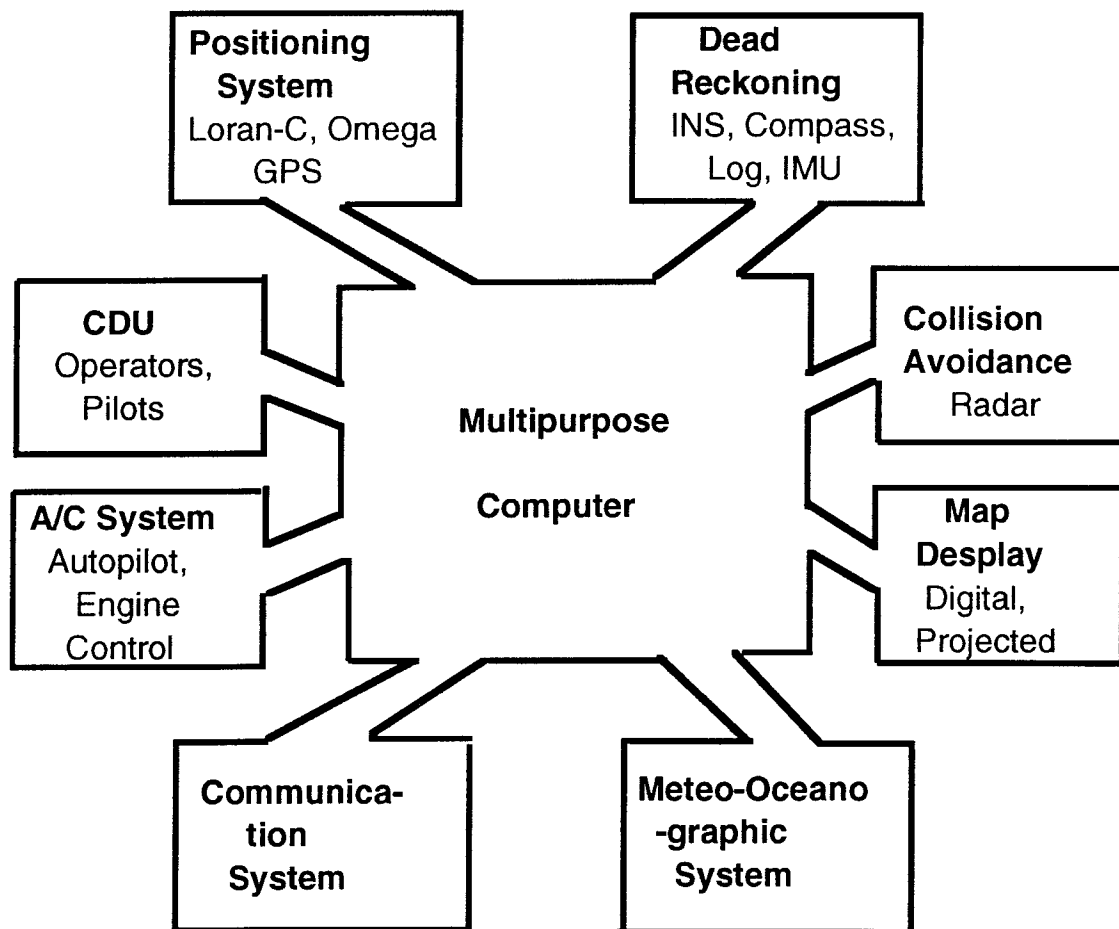 Positioning
System
Loran-C, Omega
GPS
Dead
Reckoning
INS, Compass,
Log, IMU
CDU
Operators,
Pilots
Collision
Avoidance
Radar
Multipurpose
Computer
A/C System
Autopilot,
Engine
Control
Map
Desplay
Digital,
Projected
Communica-
tion
System
Meteo-Oceano
-graphic
System